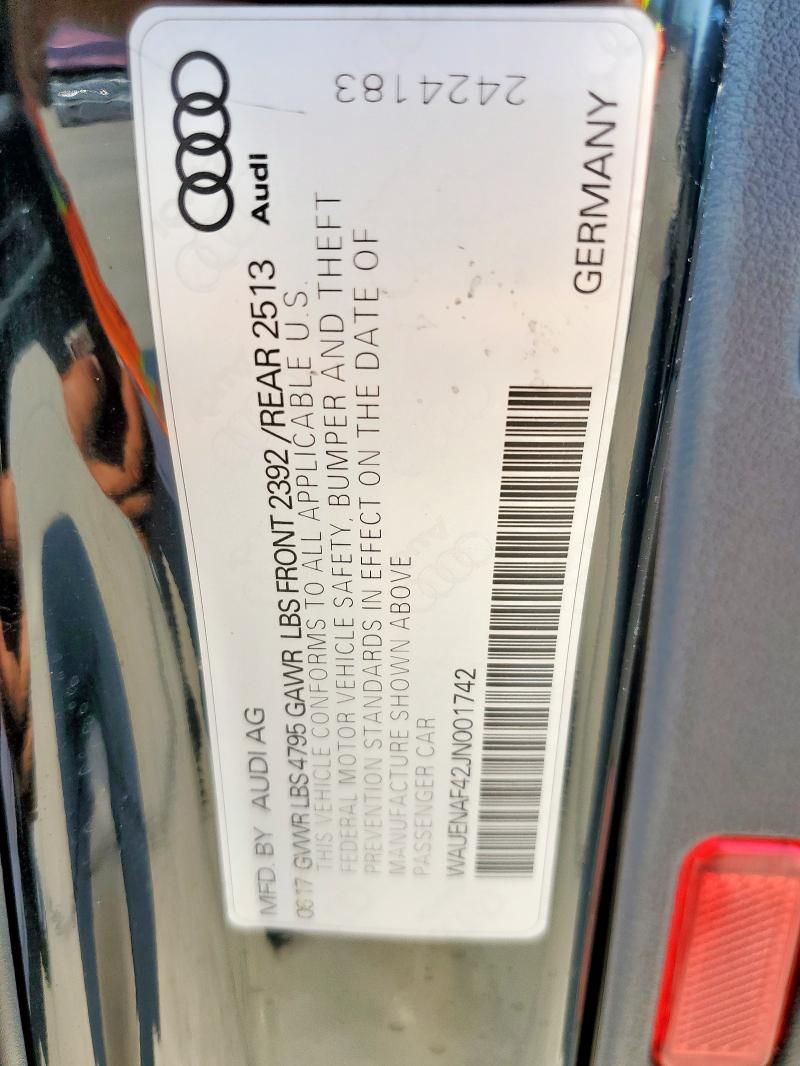 Audi
2424183
MFD. BY AUDI AG
06 17 GVWR LBS 4795 GAWR LBS FRONT 2392 /REAR 2513
THIS VEHICLE CONFORMS TO ALL APPLICABLE U.S.
FEDERAL MOTOR VEHICLE SAFETY, BUMPER AND THEFT
PREVENTION STANDARDS IN EFFECT ON THE DATE OF
MANUFACTURE SHOWN ABOVE
PASSENGER CAR
WAUENAF42JN001742
GERMANY